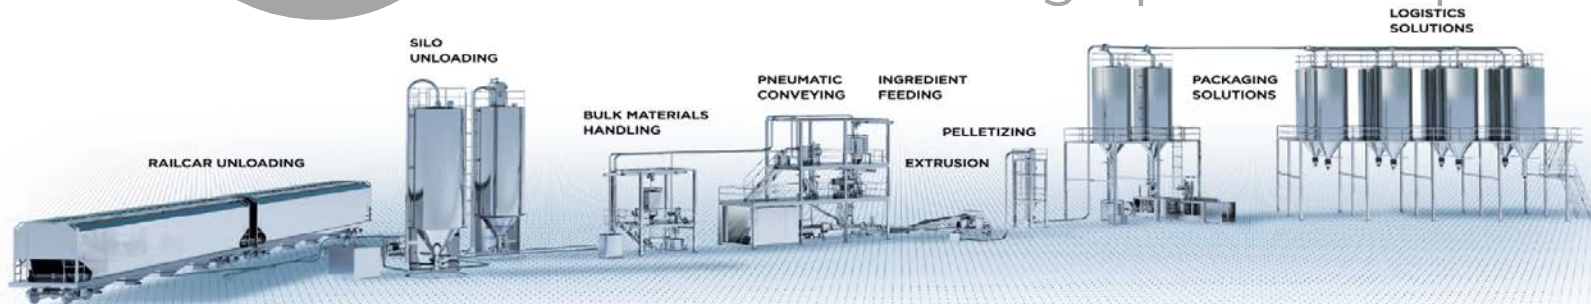 LOGISTICS
SOLUTIONS
SILO
UNLOADING
PNEUMATIC
CONVEYING
INGREDIENT
FEEDING
PACKAGING
SOLUTIONS
BULK MATERIALS
HANDLING
PELLETIZING
RAILCAR UNLOADING
EXTRUSION